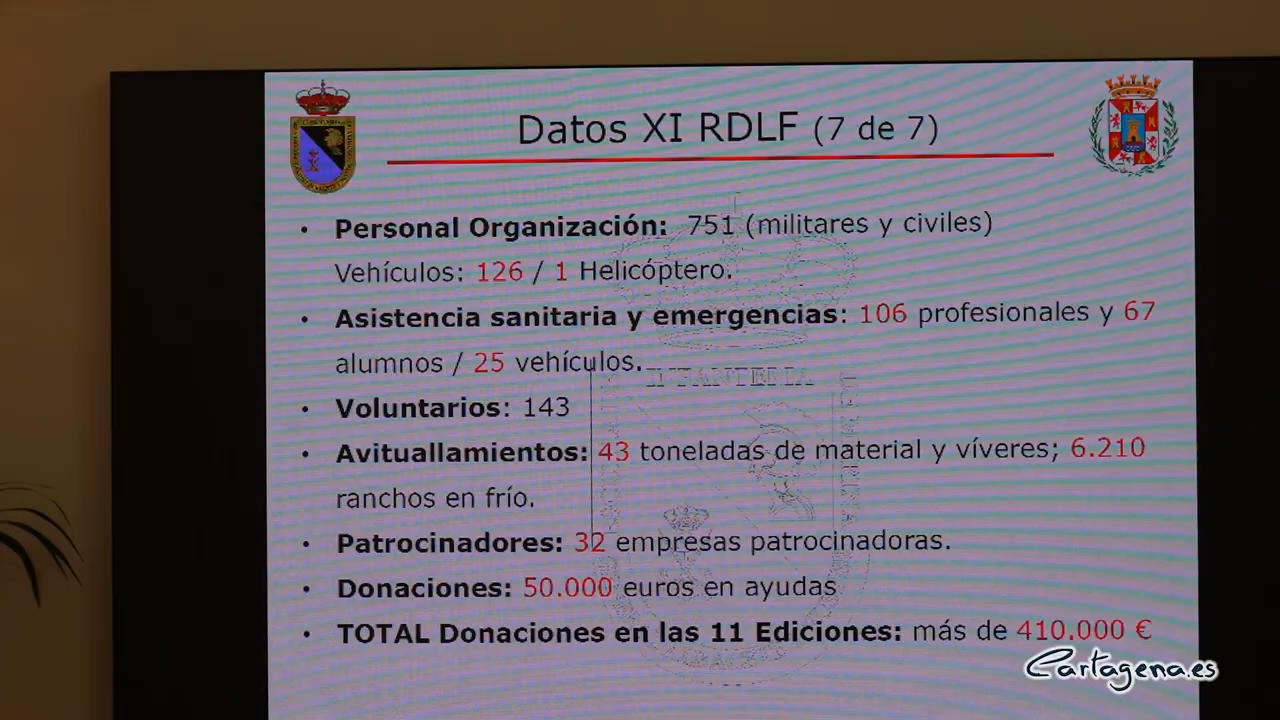 Datos XI RDLF (7 de 7)
• Personal Organización: 751 (militares y civiles)
Vehículos: 126 / 1 Helicóptero.
• Asistencia sanitaria y emergencias: 106 profesionales y 67
alumnos / 25 vehículos.
• Voluntarios: 143
• Avituallamientos: 43 toneladas de material y víveres; 6.210
ranchos en frío.
• Patrocinadores: 32 empresas patrocinadoras.
• Donaciones: 50.000 euros en ayudas
• TOTAL Donaciones en las 11 Ediciones: más de 410.000 €
Cartagena.es